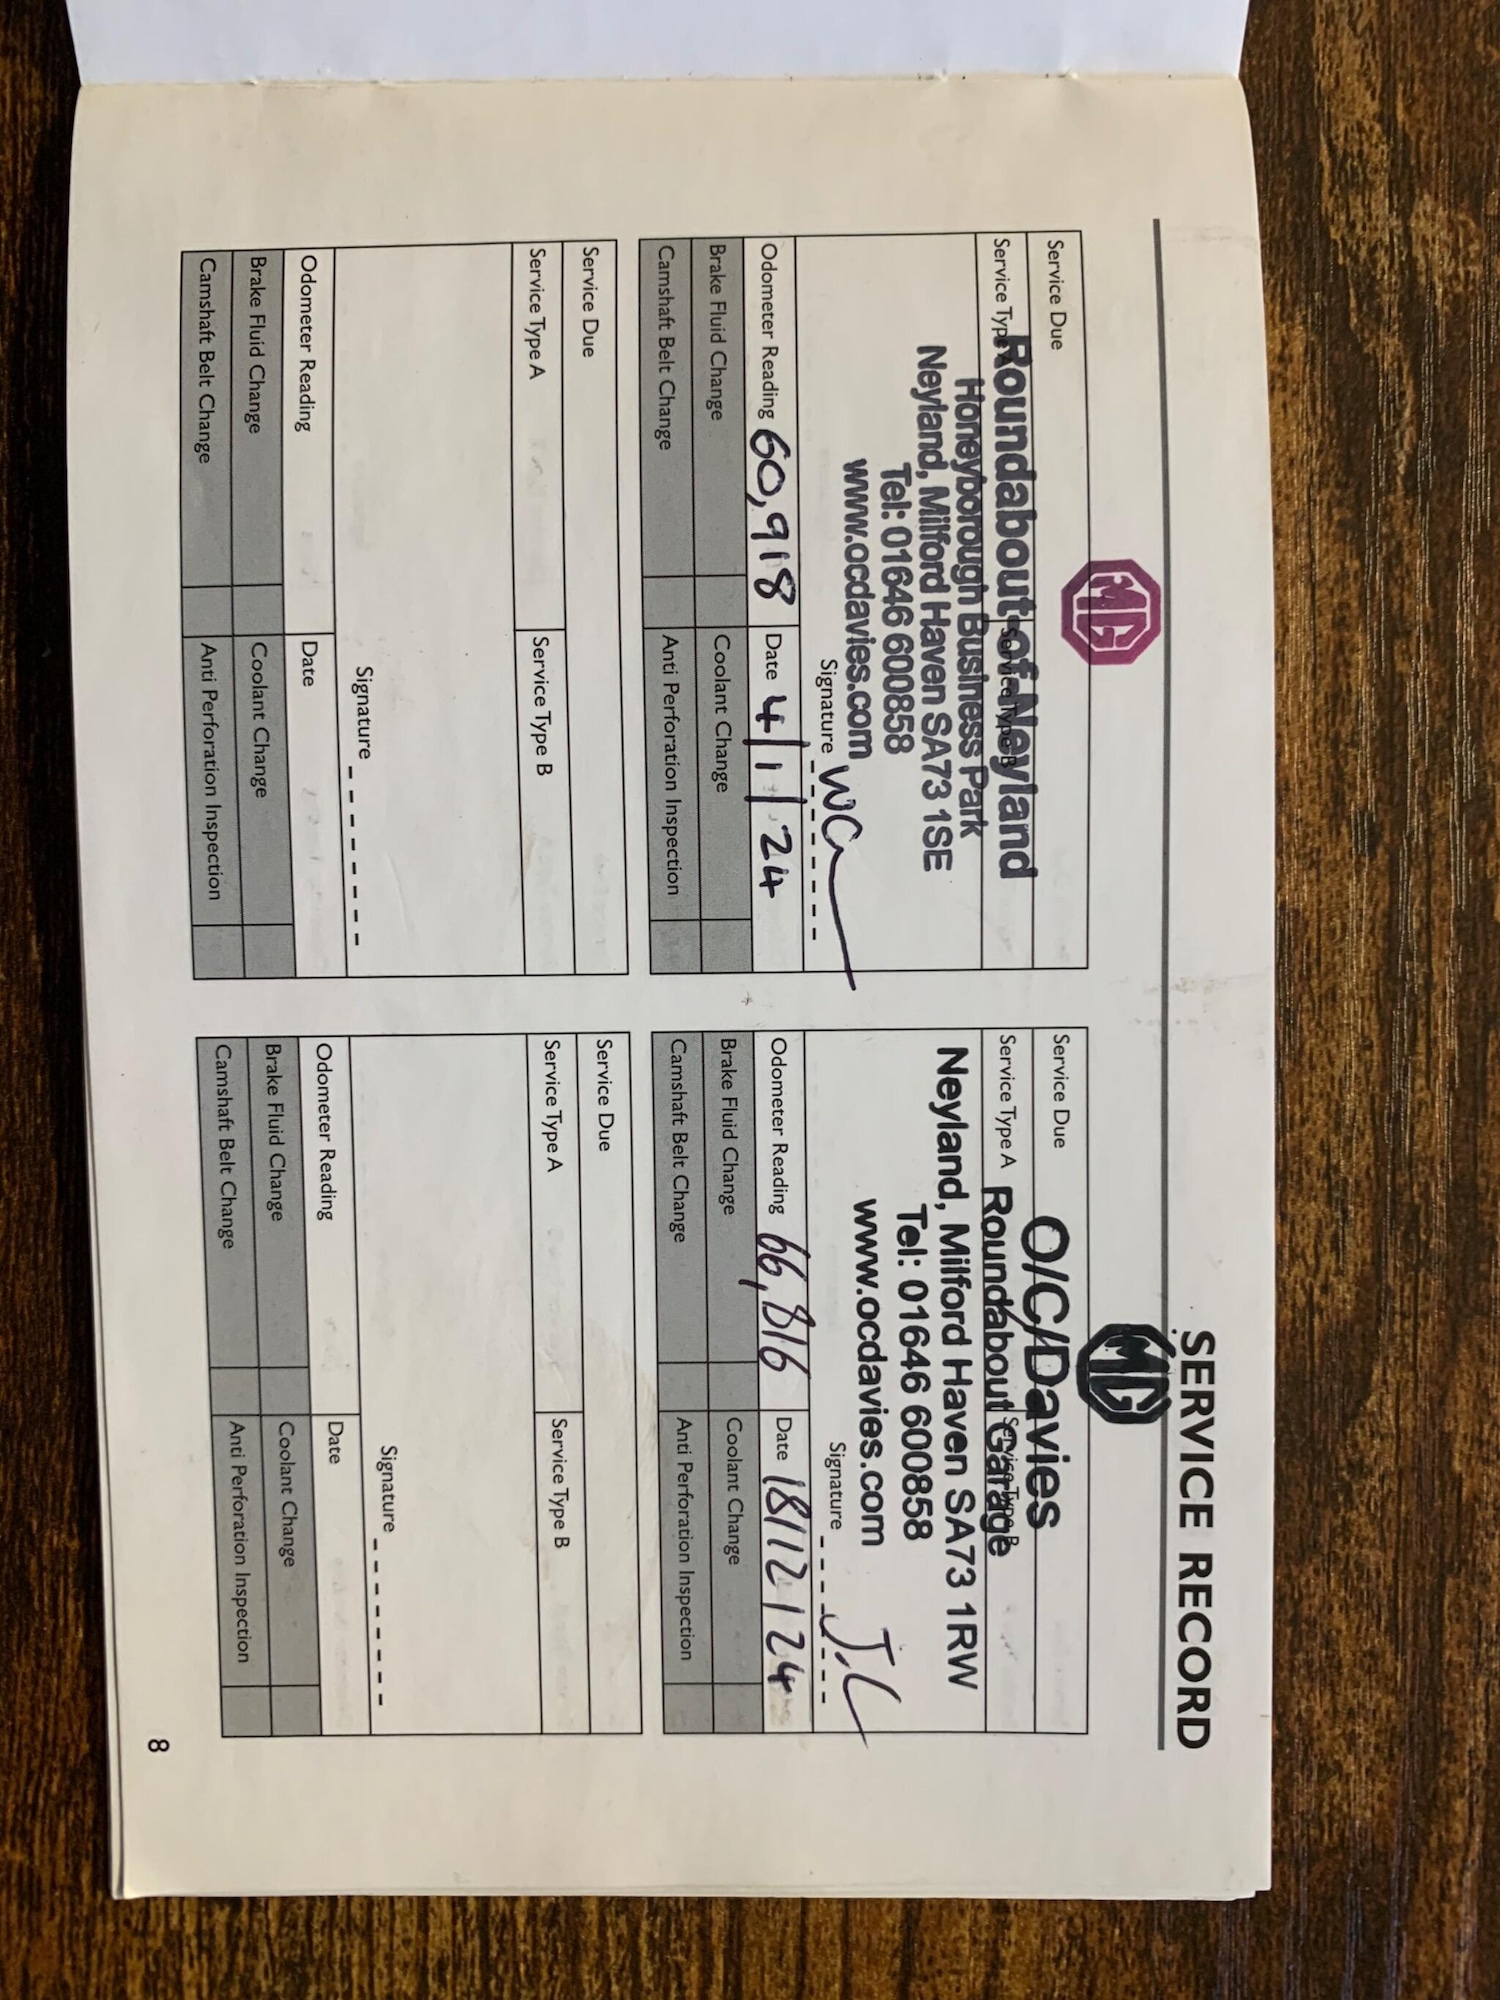 SERVICE RECORD
MG
Service Due
Roundabout of Neyland
Service Type A Service Type B
Honeyborough Business Park
Neyland, Milford Haven SA73 1SE
Tel: 01646 600858
www.ocdavies.com
Signature WC
Odometer Reading 60,918 Date 4/1/24
Brake Fluid Change Coolant Change
Camshaft Belt Change Anti Perforation Inspection
MG
Service Due
O/C/Davies
Service Type A Service Type B
Roundabout Garage
Neyland, Milford Haven SA73 1RW
Tel: 01646 600858
www.ocdavies.com
Signature J.C
Odometer Reading 66,816 Date 18/12/24
Brake Fluid Change Coolant Change
Camshaft Belt Change Anti Perforation Inspection
Service Due
Service Type A Service Type B
Signature
Odometer Reading Date
Brake Fluid Change Coolant Change
Camshaft Belt Change Anti Perforation Inspection
Service Due
Service Type A Service Type B
Signature
Odometer Reading Date
Brake Fluid Change Coolant Change
Camshaft Belt Change Anti Perforation Inspection
8